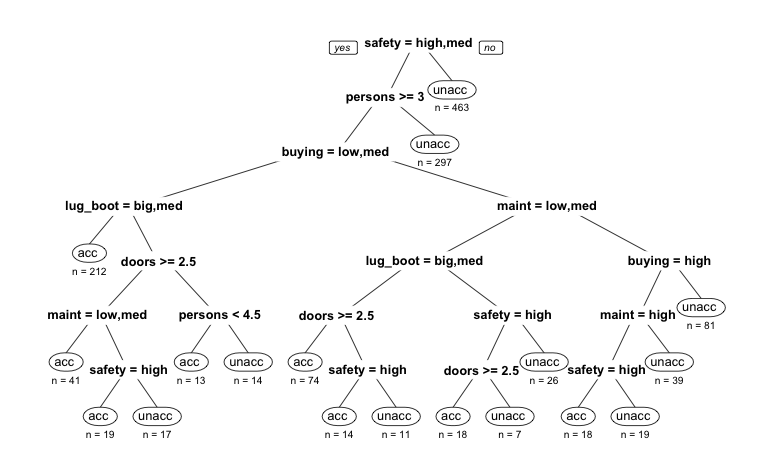 yes safety = high,med no
unacc
persons >= 3
n = 463
unacc
buying = low,med
n = 297
lug_boot = big,med maint = low,med
acc
doors >= 2.5 lug_boot = big,med buying = high
n = 212
unacc
maint = low,med persons < 4.5 doors >= 2.5 safety = high maint = high
n = 81
acc acc unacc acc unacc unacc
safety = high safety = high doors >= 2.5 safety = high
n = 41 n = 13 n = 14 n = 74 n = 26 n = 39
acc unacc acc unacc acc unacc acc unacc
n = 19 n = 17 n = 14 n = 11 n = 18 n = 7 n = 18 n = 19